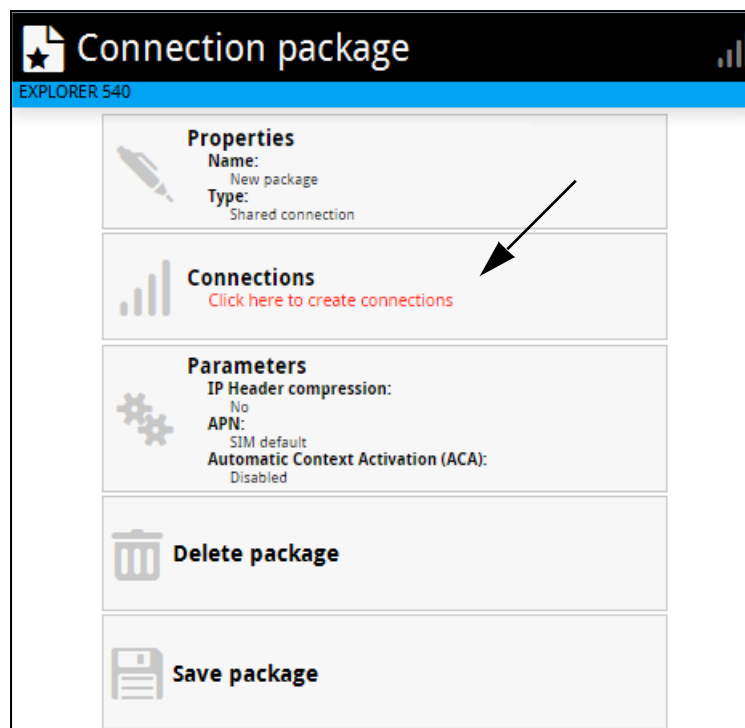 Connection package
EXPLORER 540
Properties
Name:
New package
Type:
Shared connection
Connections
Click here to create connections
Parameters
IP Header compression:
No
APN:
SIM default
Automatic Context Activation (ACA):
Disabled
Delete package
Save package